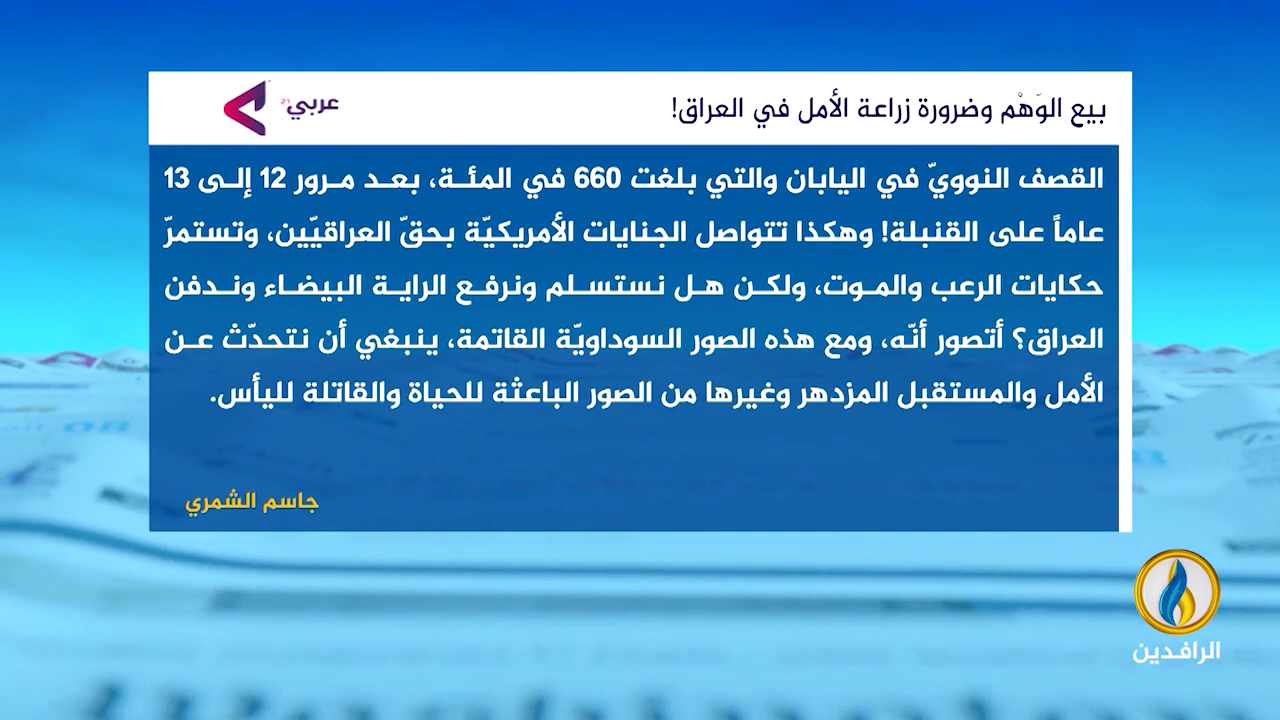 بيع الوَهْم وضرورة زراعة الأمل في العراق!
عربي21
القصف النوويّ في اليابان والتي بلغت 660 في المئة، بعد مرور 12 إلى 13
عاماً على القنبلة! وهكذا تتواصل الجنايات الأمريكيّة بحقّ العراقيّين، وتستمرّ
حكايات الرعب والموت، ولكن هل نستسلم ونرفع الراية البيضاء وندفن
العراق؟ أتصور أنّه، ومع هذه الصور السوداويّة القاتمة، ينبغي أن نتحدّث عن
الأمل والمستقبل المزدهر وغيرها من الصور الباعثة للحياة والقاتلة لليأس.
جاسم الشمري
الرافدين